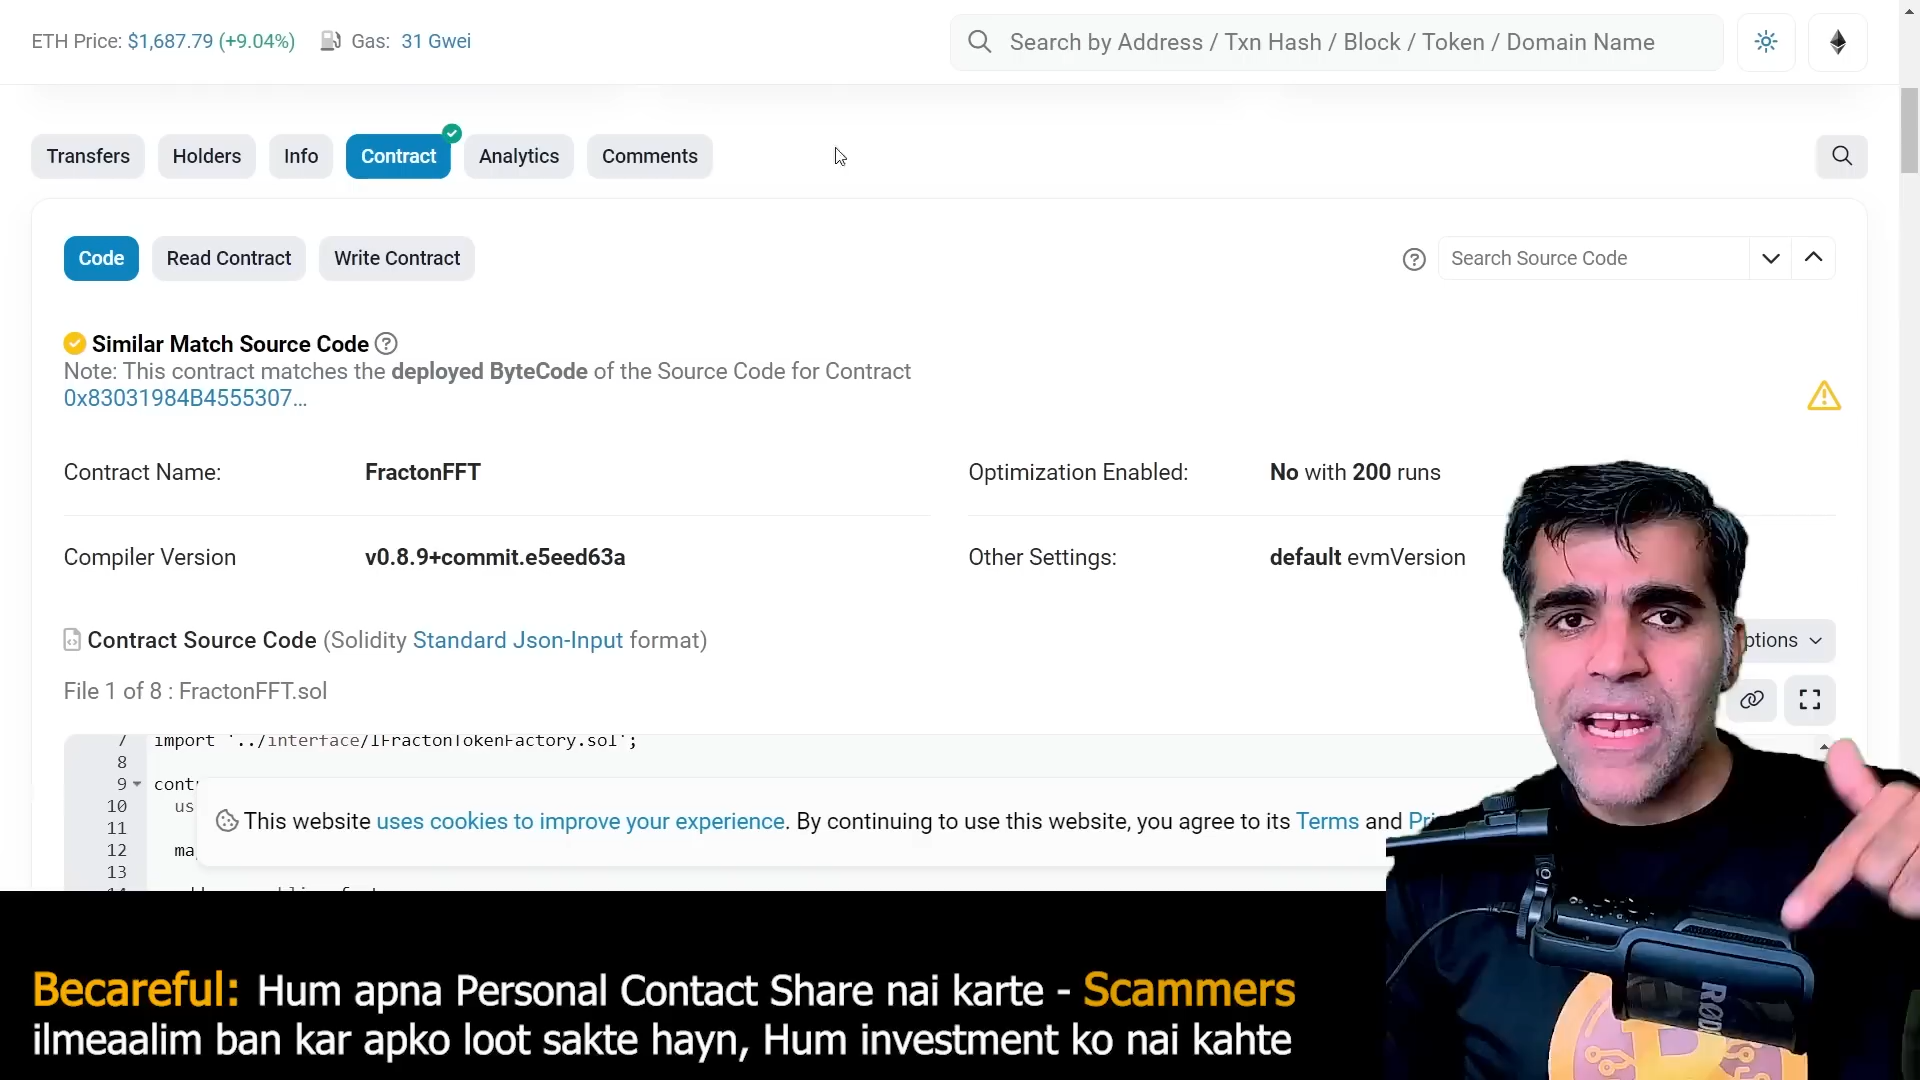 ETH Price: $1,687.79 (+9.04%) Gas: 31 Gwei
Search by Address / Txn Hash / Block / Token / Domain Name
Transfers Holders Info Contract Analytics Comments
Code Read Contract Write Contract
Search Source Code
Similar Match Source Code
Note: This contract matches the deployed ByteCode of the Source Code for Contract
0x83031984B4555307...
Contract Name: FractonFFT
Optimization Enabled: No with 200 runs
Compiler Version v0.8.9+commit.e5eed63a
Other Settings: default evmVersion
Contract Source Code (Solidity Standard Json-Input format)
ptions
File 1 of 8 : FractonFFT.sol
7 import '../interface/IFractonTokenFactory.sol';
8
9 cont
10 us
11
12 ma
13
This website uses cookies to improve your experience. By continuing to use this website, you agree to its Terms and Pri
RØD
Becareful: Hum apna Personal Contact Share nai karte - Scammers
ilmeaalim ban kar apko loot sakte hayn, Hum investment ko nai kahte